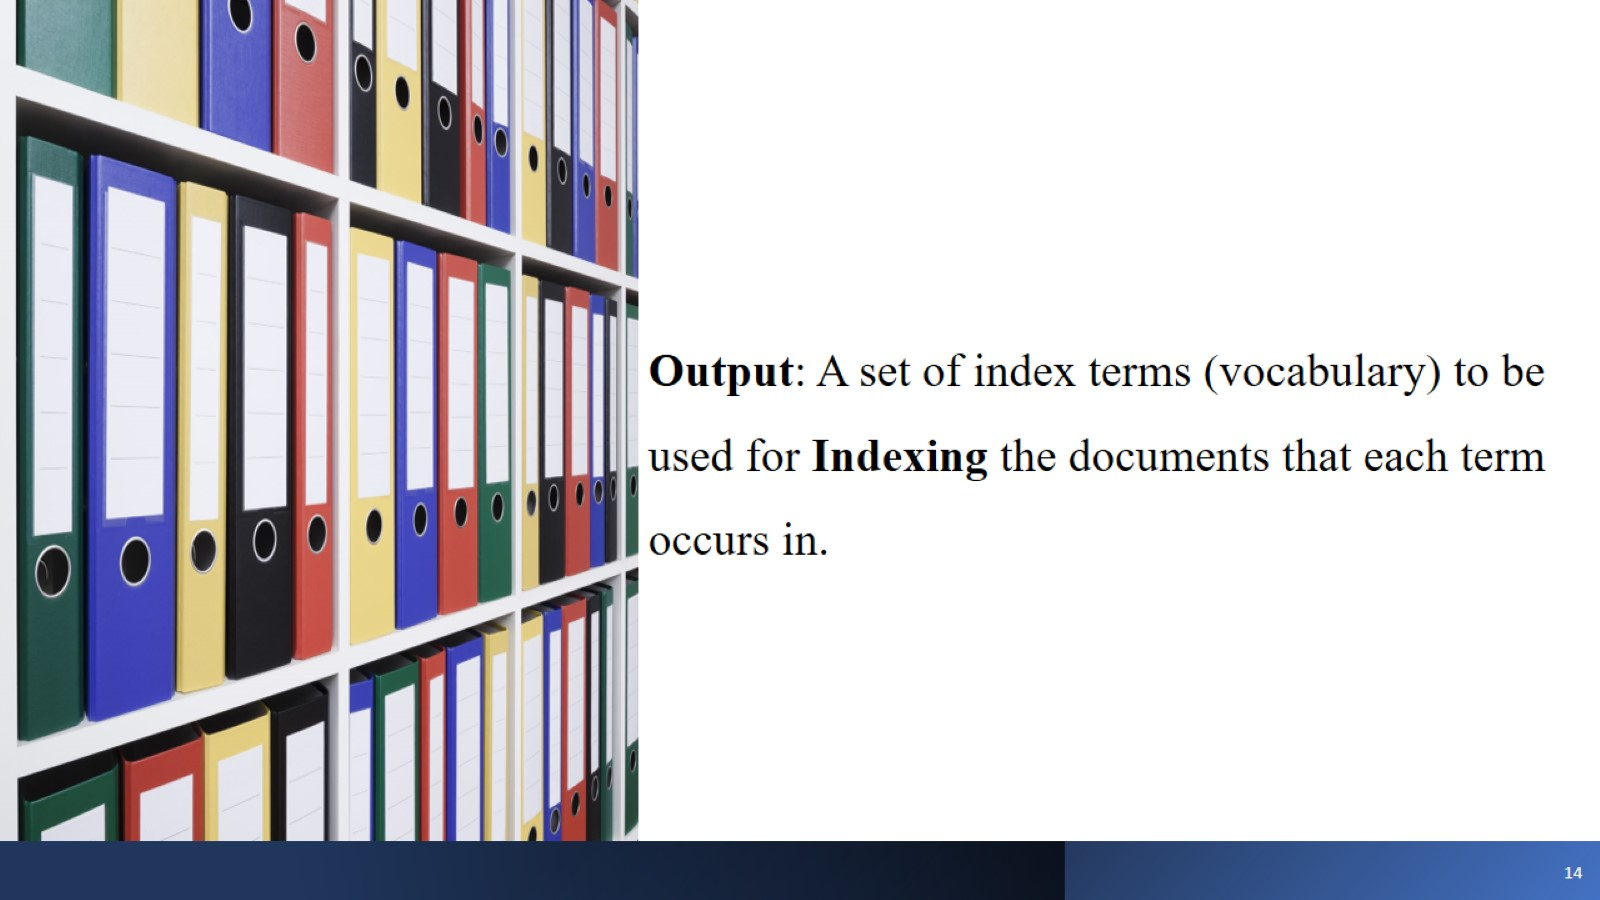 Output: A set of index terms (vocabulary) to be
used for Indexing the documents that each term
occurs in.
14